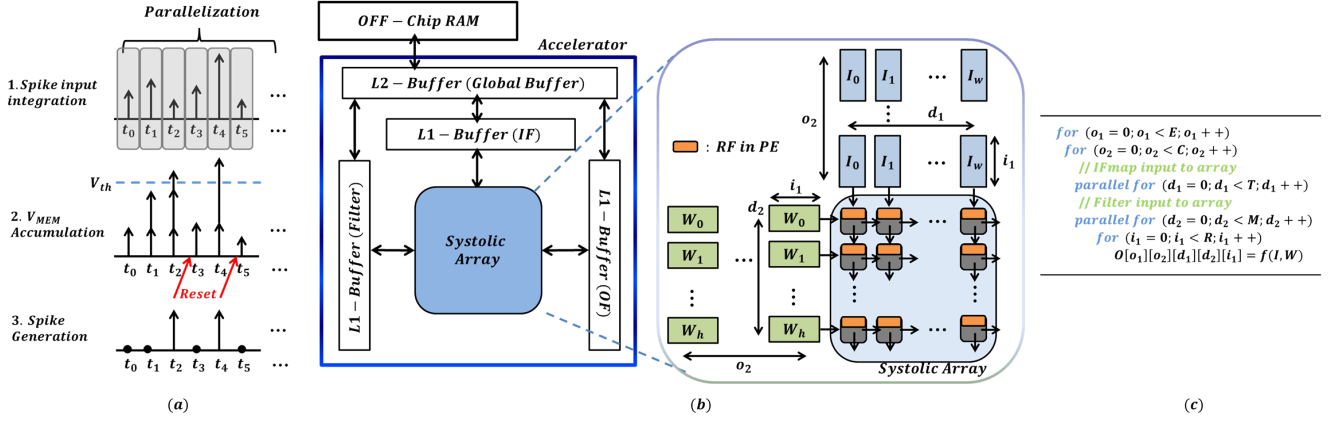 Parallelization
1.Spike input
integration
t0 t1 t2 t3 t4 t5 ...
Vth
2. VMEM
Accumulation
t0 t1 t2 t3 t4 t5 ...
Reset
3. Spike
Generation
t0 t1 t2 t3 t4 t5 ...
(a)
OFF − Chip RAM
Accelerator
L2 − Buffer (Global Buffer)
L1 − Buffer (IF)
L1 − Buffer (Filter)
Systolic
Array
L1 − Buffer (OF)
I0 I1 ... Iw
o2
d1
: RF in PE
I0 I1 ... Iw
i1
i1
d2
W0 W0
W1 ... W1
Wh Wh
o2
Systolic Array
(b)
for (o1 = 0; o1 < E; o1 ++)
for (o2 = 0; o2 < C; o2 ++)
// IFmap input to array
parallel for (d1 = 0; d1 < T; d1 ++)
// Filter input to array
parallel for (d2 = 0; d2 < M; d2 ++)
for (i1 = 0; i1 < R; i1 ++)
O[o1][o2][d1][d2][i1] = f(I, W)
(c)